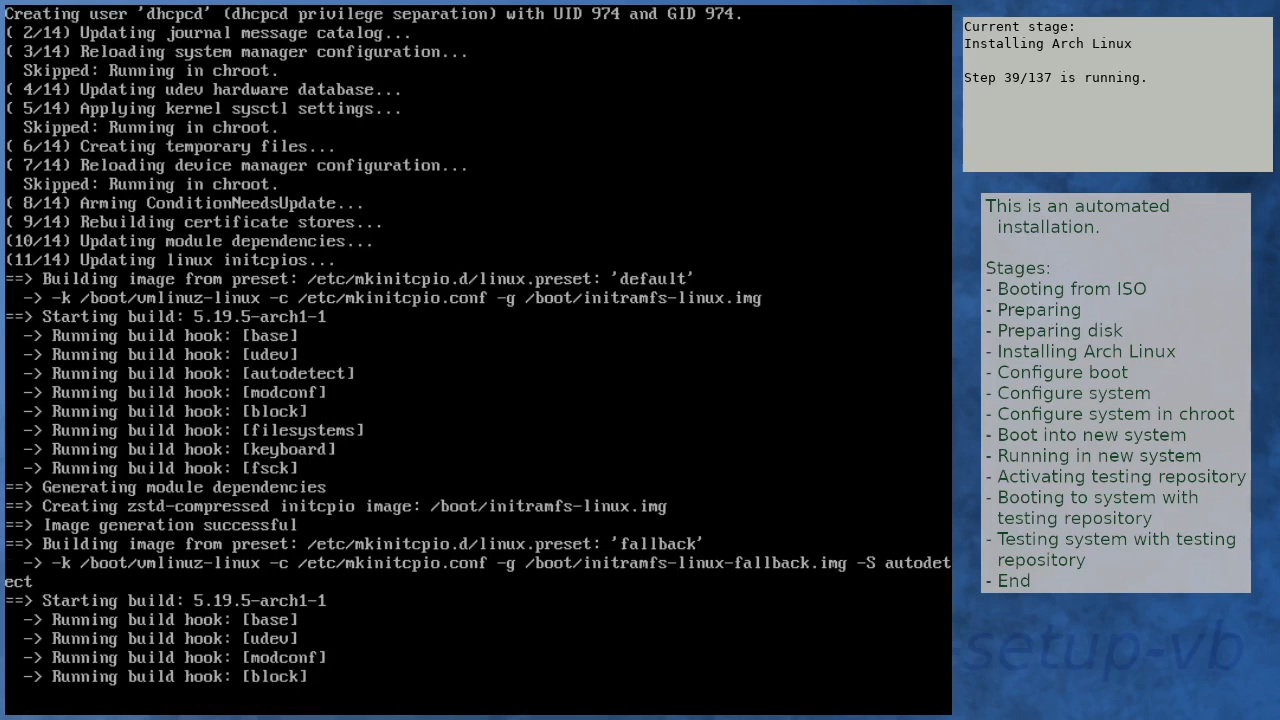 Creating user 'dhcpcd' (dhcpcd privilege separation) with UID 974 and GID 974.
( 2/14) Updating journal message catalog...
( 3/14) Reloading system manager configuration...
  Skipped: Running in chroot.
( 4/14) Updating udev hardware database...
( 5/14) Applying kernel sysctl settings...
  Skipped: Running in chroot.
( 6/14) Creating temporary files...
( 7/14) Reloading device manager configuration...
  Skipped: Running in chroot.
( 8/14) Arming ConditionNeedsUpdate...
( 9/14) Rebuilding certificate stores...
(10/14) Updating module dependencies...
(11/14) Updating linux initcpios...
==> Building image from preset: /etc/mkinitcpio.d/linux.preset: 'default'
  -> -k /boot/vmlinuz-linux -c /etc/mkinitcpio.conf -g /boot/initramfs-linux.img
==> Starting build: 5.19.5-arch1-1
  -> Running build hook: [base]
  -> Running build hook: [udev]
  -> Running build hook: [autodetect]
  -> Running build hook: [modconf]
  -> Running build hook: [block]
  -> Running build hook: [filesystems]
  -> Running build hook: [keyboard]
  -> Running build hook: [fsck]
==> Generating module dependencies
==> Creating zstd-compressed initcpio image: /boot/initramfs-linux.img
==> Image generation successful
==> Building image from preset: /etc/mkinitcpio.d/linux.preset: 'fallback'
  -> -k /boot/vmlinuz-linux -c /etc/mkinitcpio.conf -g /boot/initramfs-linux-fallback.img -S autodet
ect
==> Starting build: 5.19.5-arch1-1
  -> Running build hook: [base]
  -> Running build hook: [udev]
  -> Running build hook: [modconf]
  -> Running build hook: [block]
Current stage:
Installing Arch Linux
Step 39/137 is running.
This is an automated
installation.
Stages:
- Booting from ISO
- Preparing
- Preparing disk
- Installing Arch Linux
- Configure boot
- Configure system
- Configure system in chroot
- Boot into new system
- Running in new system
- Activating testing repository
- Booting to system with
testing repository
- Testing system with testing
repository
- End
setup-vb